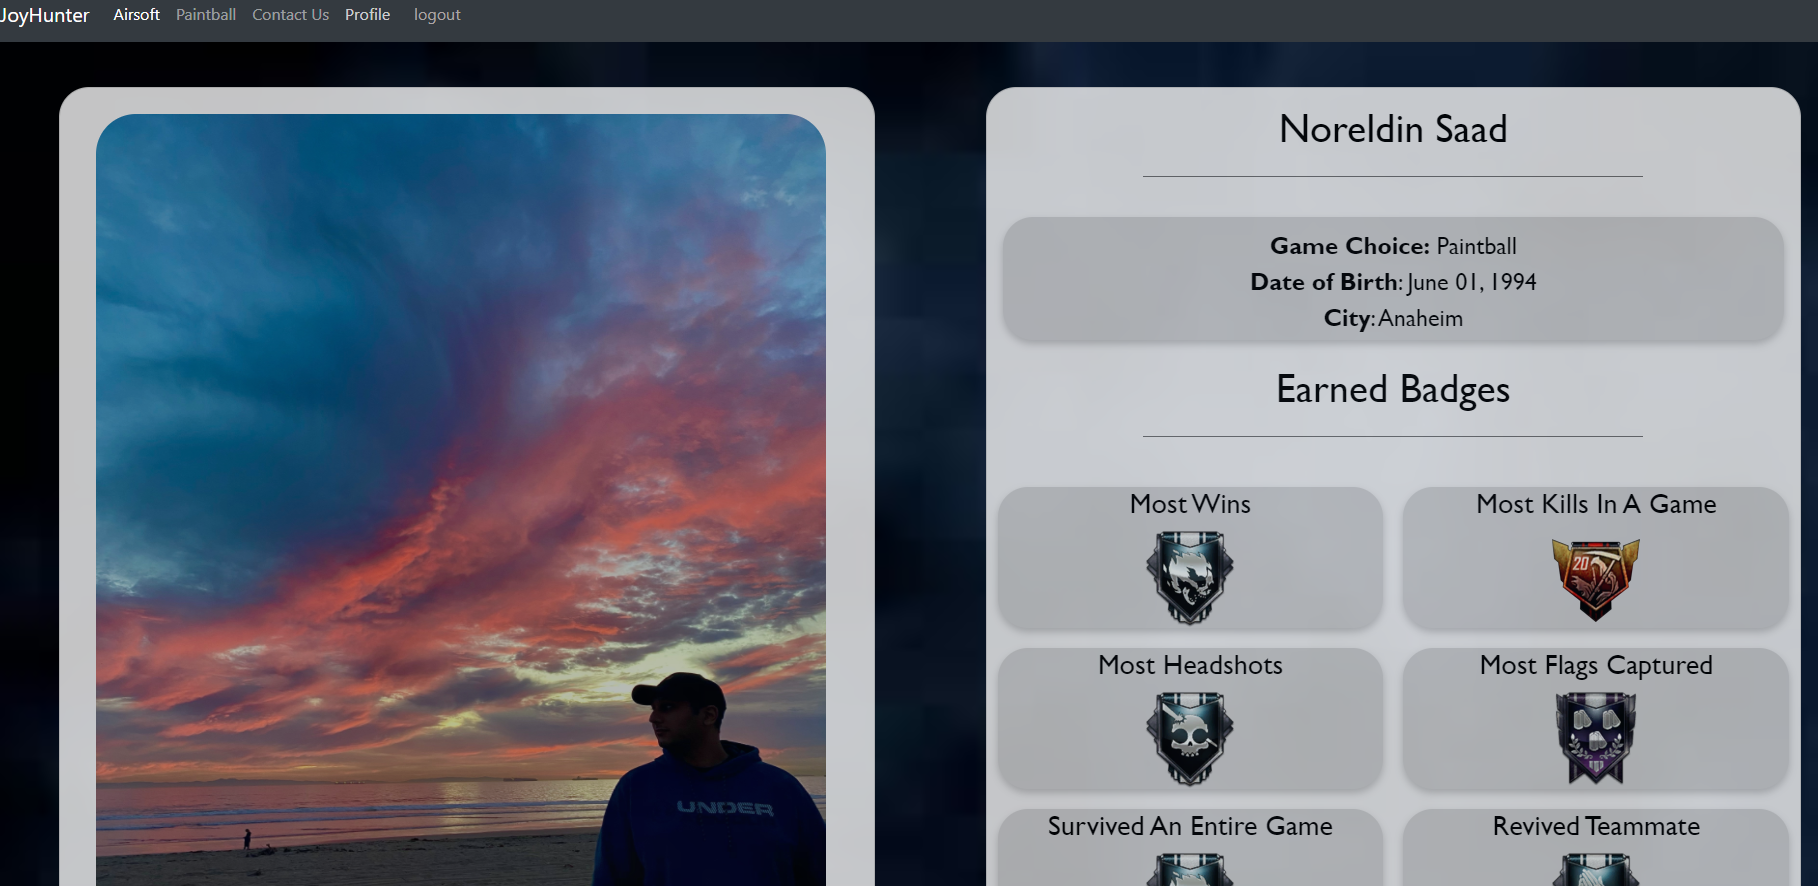 JoyHunter Airsoft Paintball Contact Us Profile logout
UNDER
Noreldin Saad
Game Choice: Paintball
Date of Birth: June 01, 1994
City: Anaheim
Earned Badges
Most Wins
Most Kills In A Game
20
Most Headshots
Most Flags Captured
Survived An Entire Game
Revived Teammate